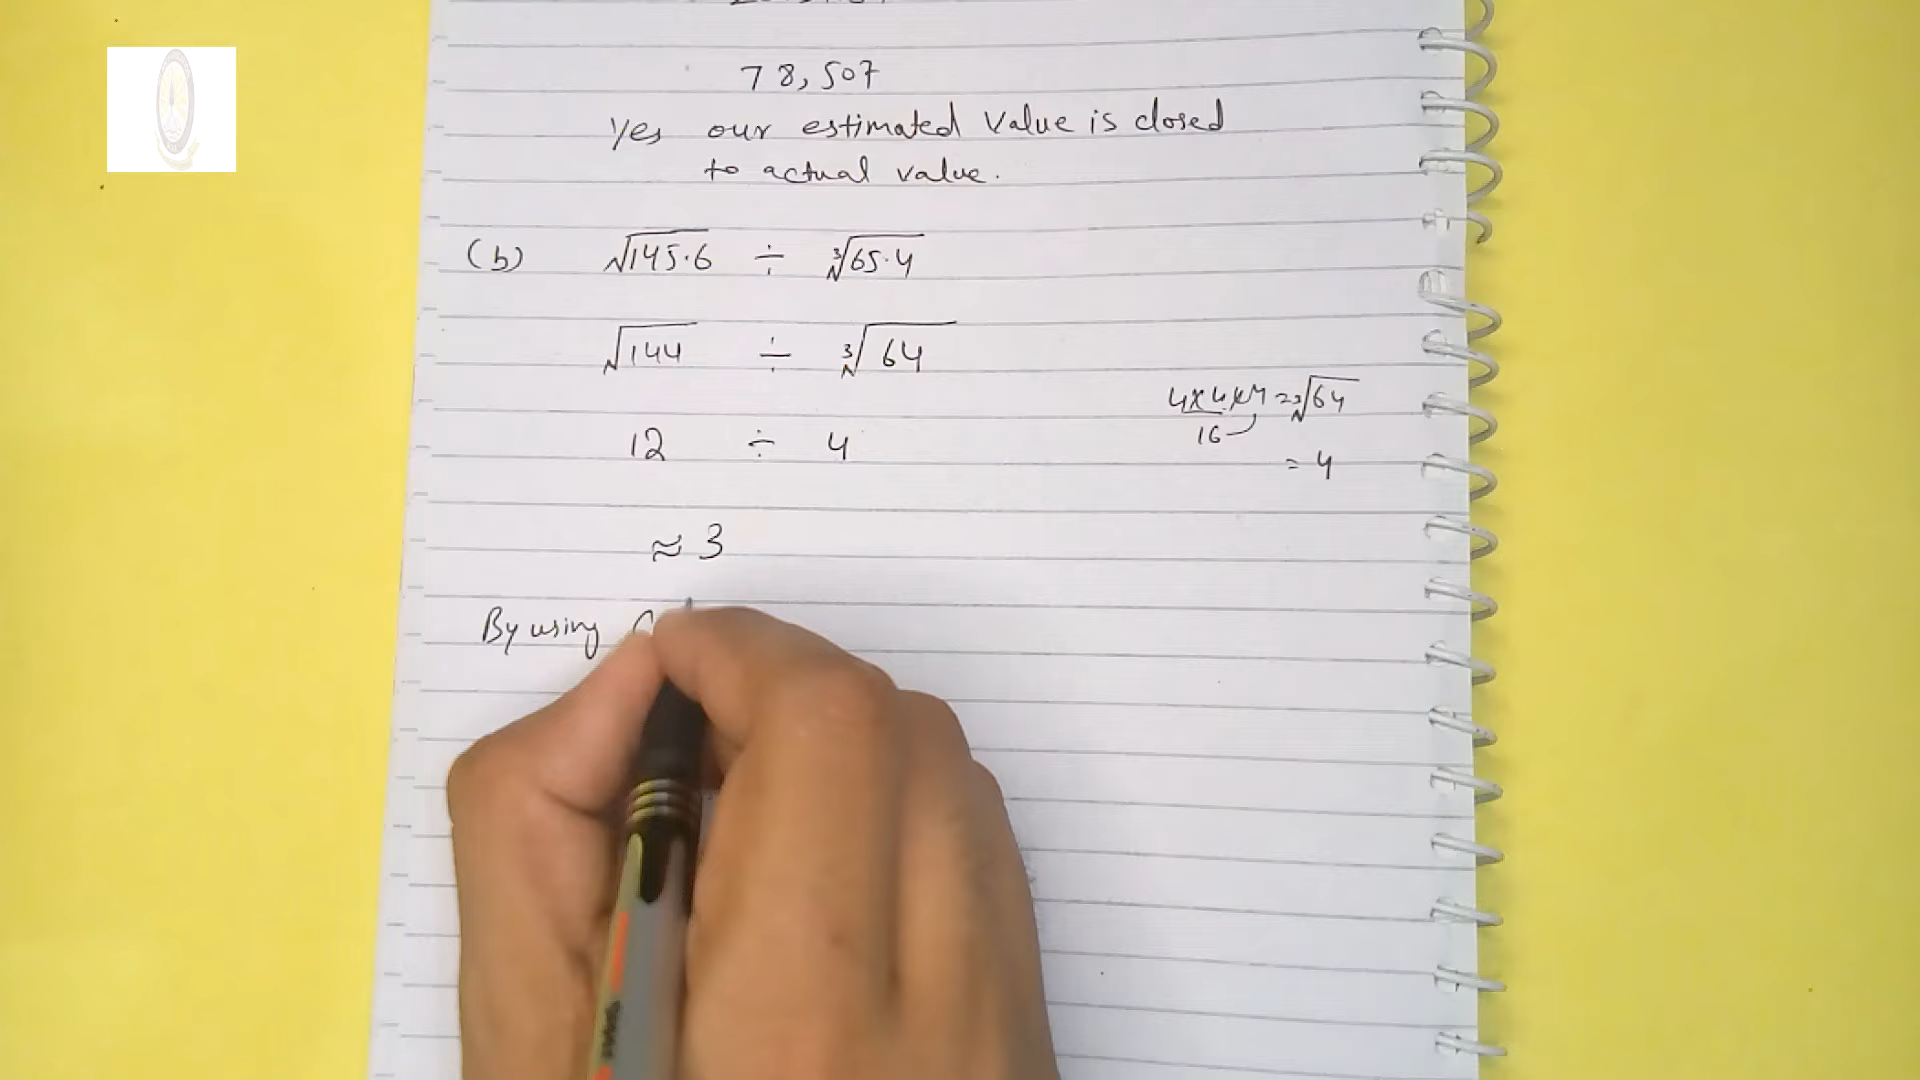 78,507
Yes our estimated value is closed
to actual value.
(b) √145.6 ÷ ∛65.4
√144 ÷ ∛64
4×4×4 = ∛64
16
12 ÷ 4
= 4
≈ 3
By using